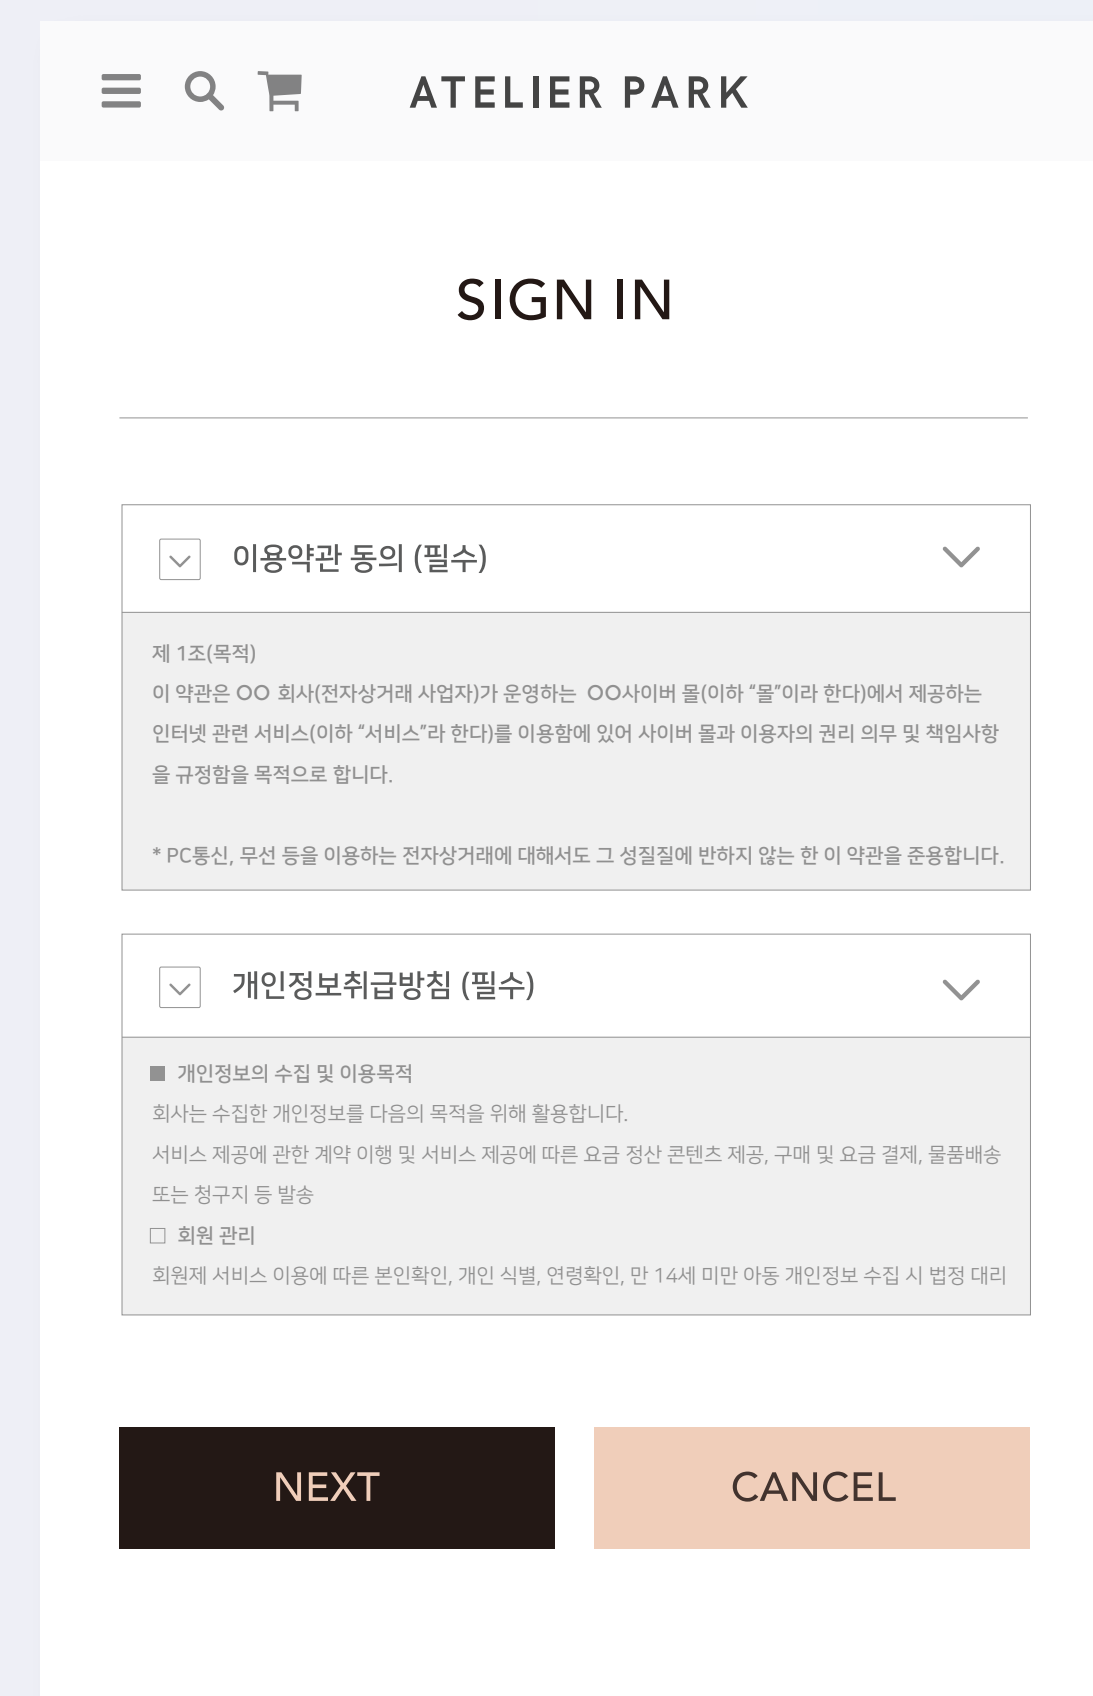 ATELIER PARK
SIGN IN
이용약관 동의 (필수)
제 1조(목적)
이 약관은 OO 회사(전자상거래 사업자)가 운영하는 OO사이버 몰(이하 “몰”이라 한다)에서 제공하는
인터넷 관련 서비스(이하 “서비스”라 한다)를 이용함에 있어 사이버 몰과 이용자의 권리 의무 및 책임사항
을 규정함을 목적으로 합니다.
* PC통신, 무선 등을 이용하는 전자상거래에 대해서도 그 성질질에 반하지 않는 한 이 약관을 준용합니다.
개인정보취급방침 (필수)
■ 개인정보의 수집 및 이용목적
회사는 수집한 개인정보를 다음의 목적을 위해 활용합니다.
서비스 제공에 관한 계약 이행 및 서비스 제공에 따른 요금 정산 콘텐츠 제공, 구매 및 요금 결제, 물품배송
또는 청구지 등 발송
□ 회원 관리
회원제 서비스 이용에 따른 본인확인, 개인 식별, 연령확인, 만 14세 미만 아동 개인정보 수집 시 법정 대리
NEXT
CANCEL